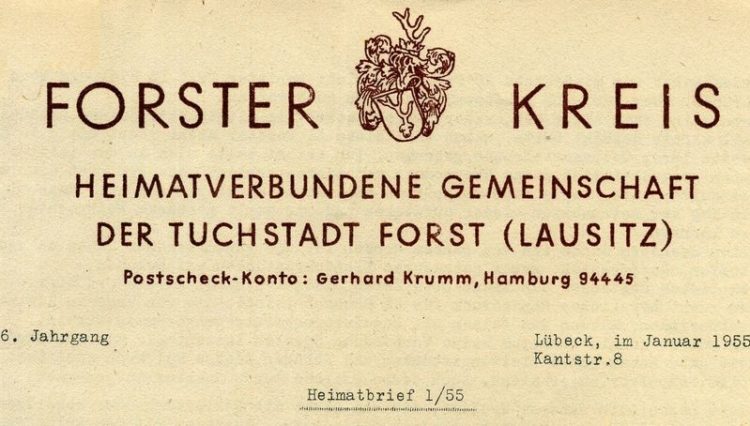 FORSTER KREIS
HEIMATVERBUNDENE GEMEINSCHAFT
DER TUCHSTADT FORST (LAUSITZ)
Postscheck-Konto: Gerhard Krumm, Hamburg 94445
6. Jahrgang
Lübeck, im Januar 1955
Kantstr.8
Heimatbrief 1/55